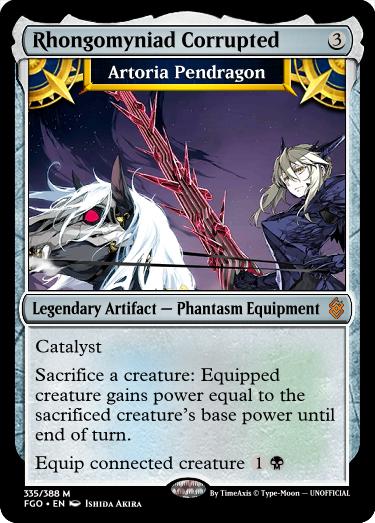 Rhongomyniad Corrupted 3
Artoria Pendragon
Legendary Artifact — Phantasm Equipment
Catalyst
Sacrifice a creature: Equipped
creature gains power equal to the
sacrificed creature's base power until
end of turn.
Equip connected creature 1
335/388 M
FGO • EN Ishida Akira
By TimeAxis © Type-Moon — UNOFFICIAL